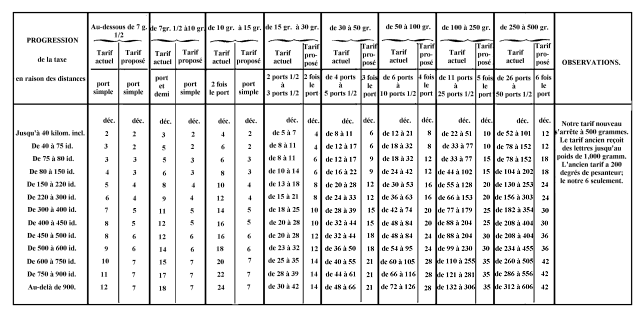 PROGRESSION de la taxe en raison des distances | Au-dessous de 7 g. 1/2 | de 7gr. 1/2 à10 gr. | de 10 gr. à 15 gr. | de 15 gr. à 30 gr. | de 30 à 50 gr. | de 50 à 100 gr. | de 100 à 250 gr. | de 250 à 500 gr. | OBSERVATIONS.
Tarif actuel | Tarif proposé | Tarif actuel | Tarif proposé | Tarif actuel | Tarif proposé | Tarif actuel | Tarif pro- posé | Tarif actuel | Tarif pro- posé | Tarif actuel | Tarif pro- posé | Tarif actuel | Tarif pro- posé | Tarif actuel | Tarif pro- posé
port simple | port simple | port et demi | port simple | 2 fois le port | port simple | 2 ports 1/2 à 3 ports 1/2 | 2 fois le port | de 4 ports à 5 ports 1/2 | 3 fois le port | de 6 ports à 10 ports 1/2 | 4 fois le port | de 11 ports à 25 ports 1/2 | 5 fois le port | de 26 ports à 50 ports 1/2 | 6 fois le port
déc. | déc. | déc. | déc. | déc. | déc. | déc. | déc. | déc. | déc. | déc. | déc. | déc. | déc. | déc. | déc.
Jusqu'à 40 kilom. incl. | 2 | 2 | 3 | 2 | 4 | 2 | de 5 à 7 | 4 | de 8 à 11 | 6 | de 12 à 21 | 8 | de 22 à 51 | 10 | de 52 à 101 | 12
De 40 à 75 id. | 3 | 2 | 5 | 2 | 6 | 2 | de 8 à 11 | 4 | de 12 à 17 | 6 | de 18 à 32 | 8 | de 33 à 77 | 10 | de 78 à 152 | 12
De 75 à 80 id. | 3 | 3 | 5 | 3 | 6 | 3 | de 8 à 11 | 6 | de 12 à 17 | 9 | de 18 à 32 | 12 | de 33 à 77 | 15 | de 78 à 152 | 18
De 80 à 150 id. | 4 | 3 | 6 | 3 | 8 | 3 | de 10 à 14 | 6 | de 16 à 22 | 9 | de 24 à 42 | 12 | de 44 à 102 | 15 | de 104 à 202 | 18
De 150 à 220 id. | 5 | 4 | 8 | 4 | 10 | 4 | de 13 à 18 | 8 | de 20 à 28 | 12 | de 30 à 53 | 16 | de 55 à 128 | 20 | de 130 à 253 | 24
De 220 à 300 id. | 6 | 4 | 9 | 4 | 12 | 4 | de 15 à 21 | 8 | de 24 à 33 | 12 | de 36 à 63 | 16 | de 66 à 153 | 20 | de 156 à 303 | 24
De 300 à 400 id. | 7 | 5 | 11 | 5 | 14 | 5 | de 18 à 25 | 10 | de 28 à 39 | 15 | de 42 à 74 | 20 | de 77 à 179 | 25 | de 182 à 354 | 30
De 400 à 450 id. | 8 | 5 | 12 | 5 | 16 | 5 | de 20 à 28 | 10 | de 32 à 44 | 15 | de 48 à 84 | 20 | de 88 à 204 | 25 | de 208 à 404 | 30
De 450 à 500 id. | 8 | 6 | 12 | 6 | 16 | 6 | de 20 à 28 | 12 | de 32 à 44 | 18 | de 48 à 84 | 24 | de 88 à 204 | 30 | de 208 à 404 | 36
De 500 à 600 id. | 9 | 6 | 14 | 6 | 18 | 6 | de 23 à 32 | 12 | de 36 à 50 | 18 | de 54 à 95 | 24 | de 99 à 230 | 30 | de 234 à 455 | 36
De 600 à 750 id. | 10 | 7 | 15 | 7 | 20 | 7 | de 25 à 35 | 14 | de 40 à 55 | 21 | de 60 à 105 | 28 | de 110 à 255 | 35 | de 260 à 505 | 42
De 750 à 900 id. | 11 | 7 | 17 | 7 | 22 | 7 | de 28 à 39 | 14 | de 44 à 61 | 21 | de 66 à 116 | 28 | de 121 à 281 | 35 | de 286 à 556 | 42
Au-delà de 900. | 12 | 7 | 18 | 7 | 24 | 7 | de 30 à 42 | 14 | de 48 à 66 | 21 | de 72 à 126 | 28 | de 132 à 306 | 35 | de 312 à 606 | 42
Notre tarif nouveau
s'arrête à 500 grammes.
Le tarif ancien reçoit
des lettres jusqu'au
poids de 1,000 gramm.
L'ancien tarif a 200
degrés de pesanteur;
le notre 6 seulement.